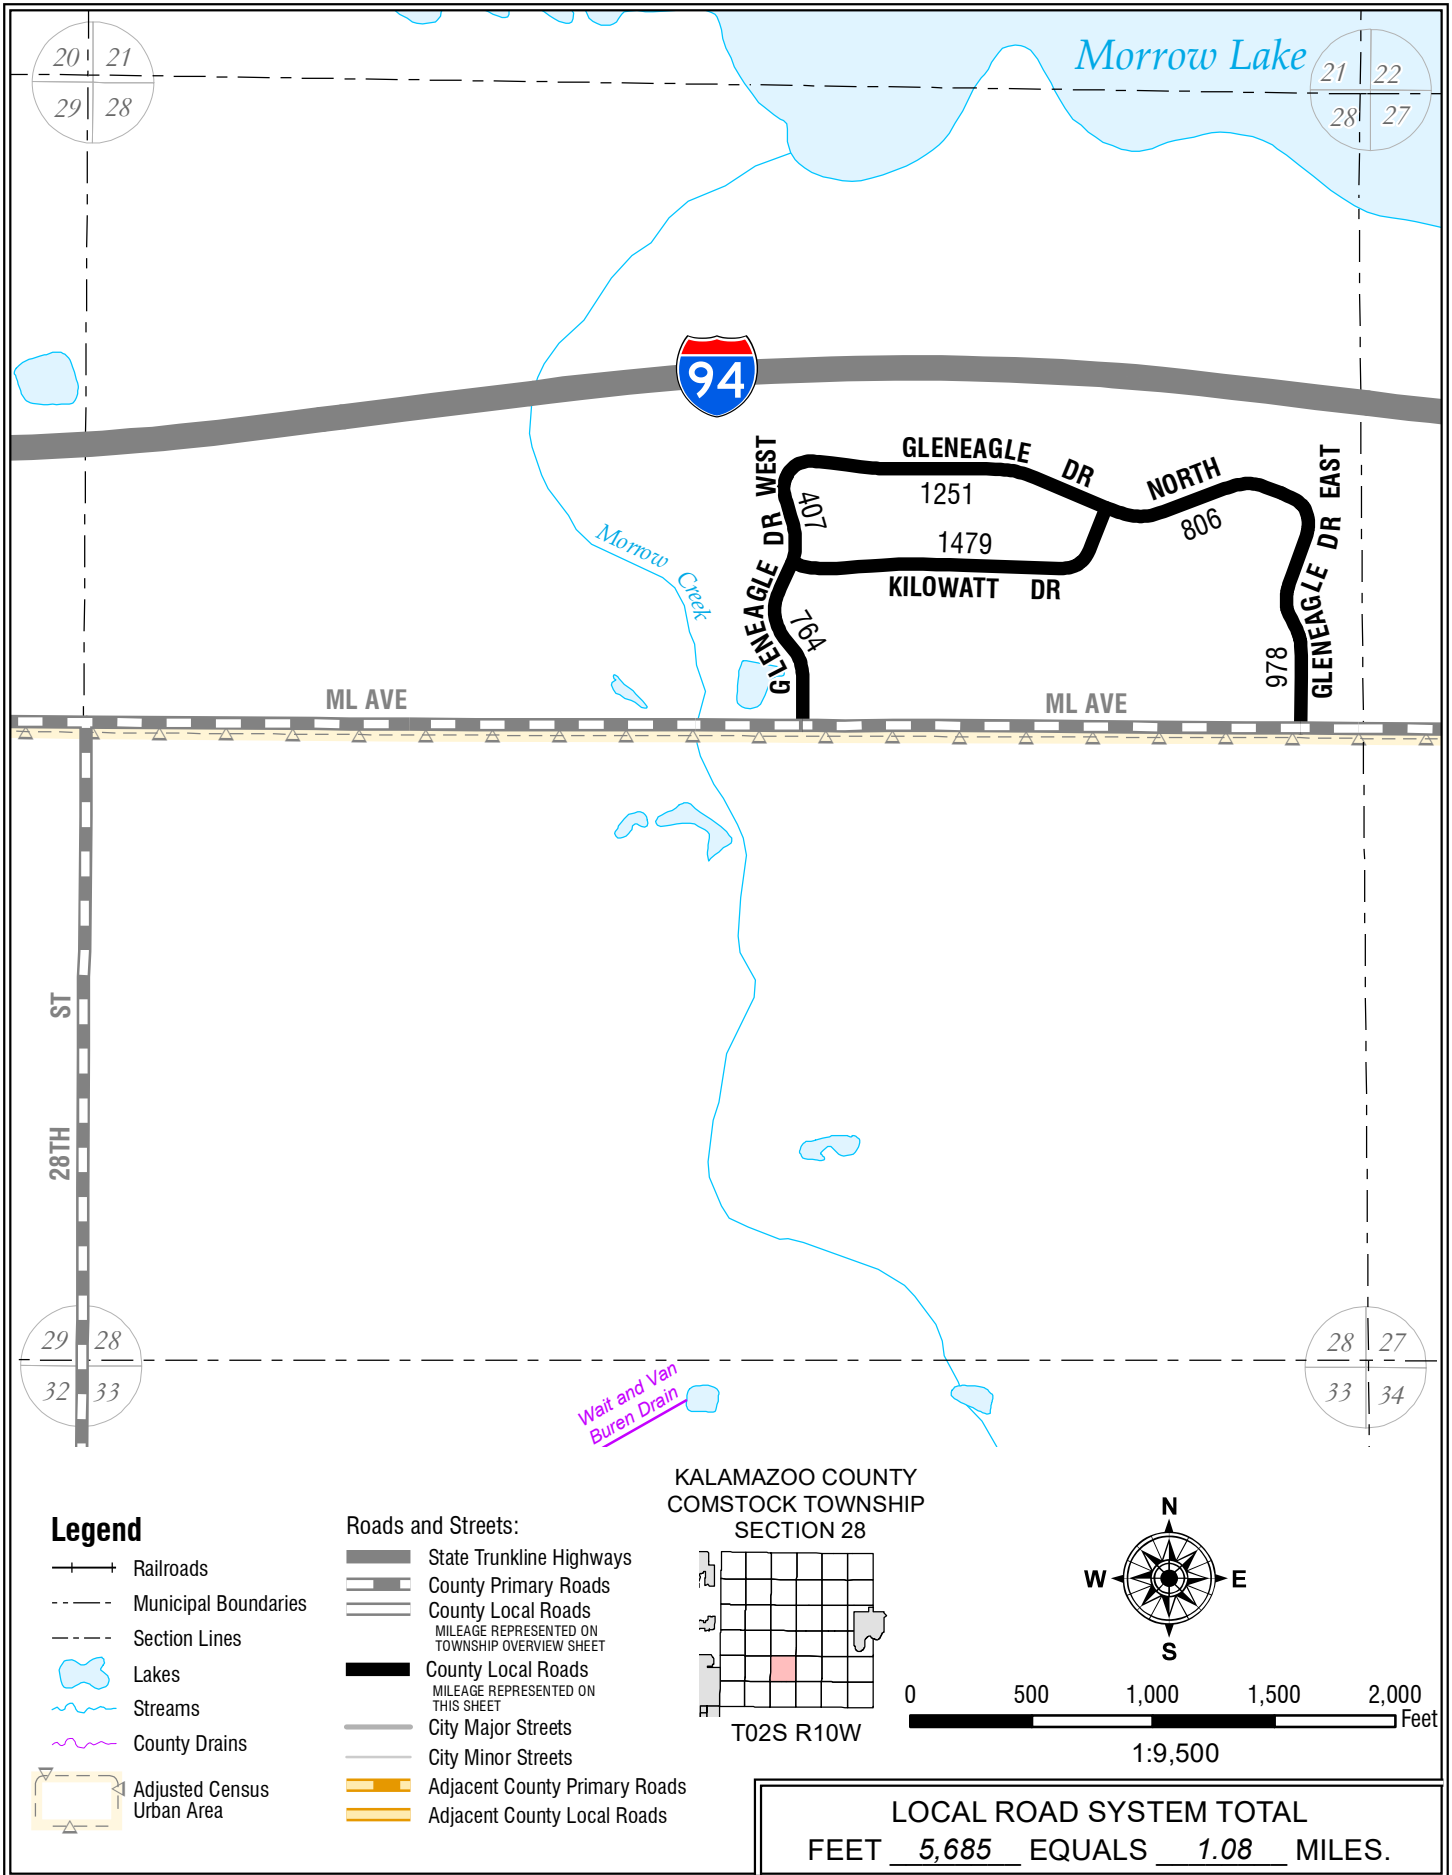 20 21
29 28
Morrow Lake
21 22
28 27
94
GLENEAGLE DR WEST
GLENEAGLE DR NORTH
GLENEAGLE DR EAST
407
1251
806
1479
KILOWATT DR
764
978
Morrow Creek
ML AVE
ML AVE
28TH ST
29 28
32 33
28 27
33 34
Wait and Van
Buren Drain
Legend
Railroads
Municipal Boundaries
Section Lines
Lakes
Streams
County Drains
Adjusted Census
Urban Area
Roads and Streets:
State Trunkline Highways
County Primary Roads
County Local Roads
MILEAGE REPRESENTED ON
TOWNSHIP OVERVIEW SHEET
County Local Roads
MILEAGE REPRESENTED ON
THIS SHEET
City Major Streets
City Minor Streets
Adjacent County Primary Roads
Adjacent County Local Roads
KALAMAZOO COUNTY
COMSTOCK TOWNSHIP
SECTION 28
T02S R10W
N
W E
S
0 500 1,000 1,500 2,000
Feet
1:9,500
LOCAL ROAD SYSTEM TOTAL
FEET 5,685 EQUALS 1.08 MILES.